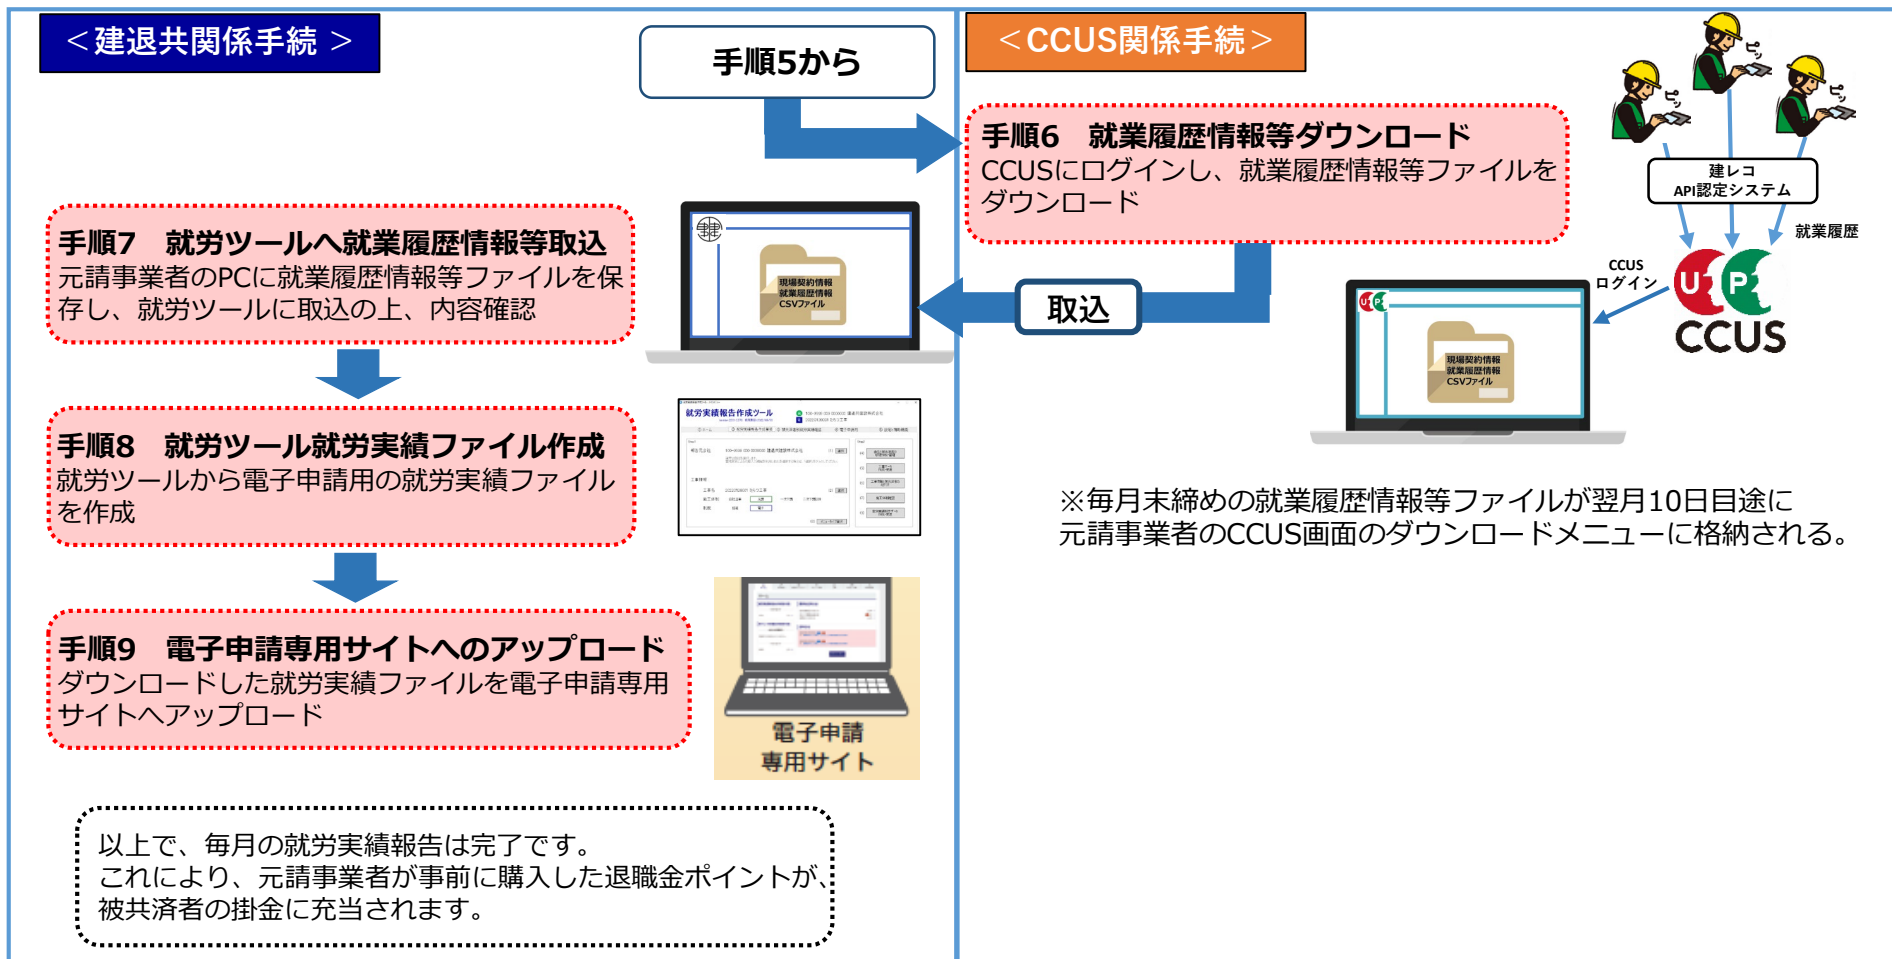 ＜建退共関係手続 ＞
手順5から
＜CCUS関係手続＞
ピッ
ピッ
ピッ
手順6　就業履歴情報等ダウンロード
CCUSにログインし、就業履歴情報等ファイルを
ダウンロード
建レコ
API認定システム
就業履歴
CCUS
ログイン
CCUS
現場契約情報
就業履歴情報
CSVファイル
取込
手順7　就労ツールへ就業履歴情報等取込
元請事業者のPCに就業履歴情報等ファイルを保
存し、就労ツールに取込の上、内容確認
現場契約情報
就業履歴情報
CSVファイル
手順8　就労ツール就労実績ファイル作成
就労ツールから電子申請用の就労実績ファイル
を作成
就労実績報告作成ツール
※毎月末締めの就業履歴情報等ファイルが翌月10日目途に
元請事業者のCCUS画面のダウンロードメニューに格納される。
手順9　電子申請専用サイトへのアップロード
ダウンロードした就労実績ファイルを電子申請専用
サイトへアップロード
電子申請
専用サイト
以上で、毎月の就労実績報告は完了です。
これにより、元請事業者が事前に購入した退職金ポイントが、
被共済者の掛金に充当されます。